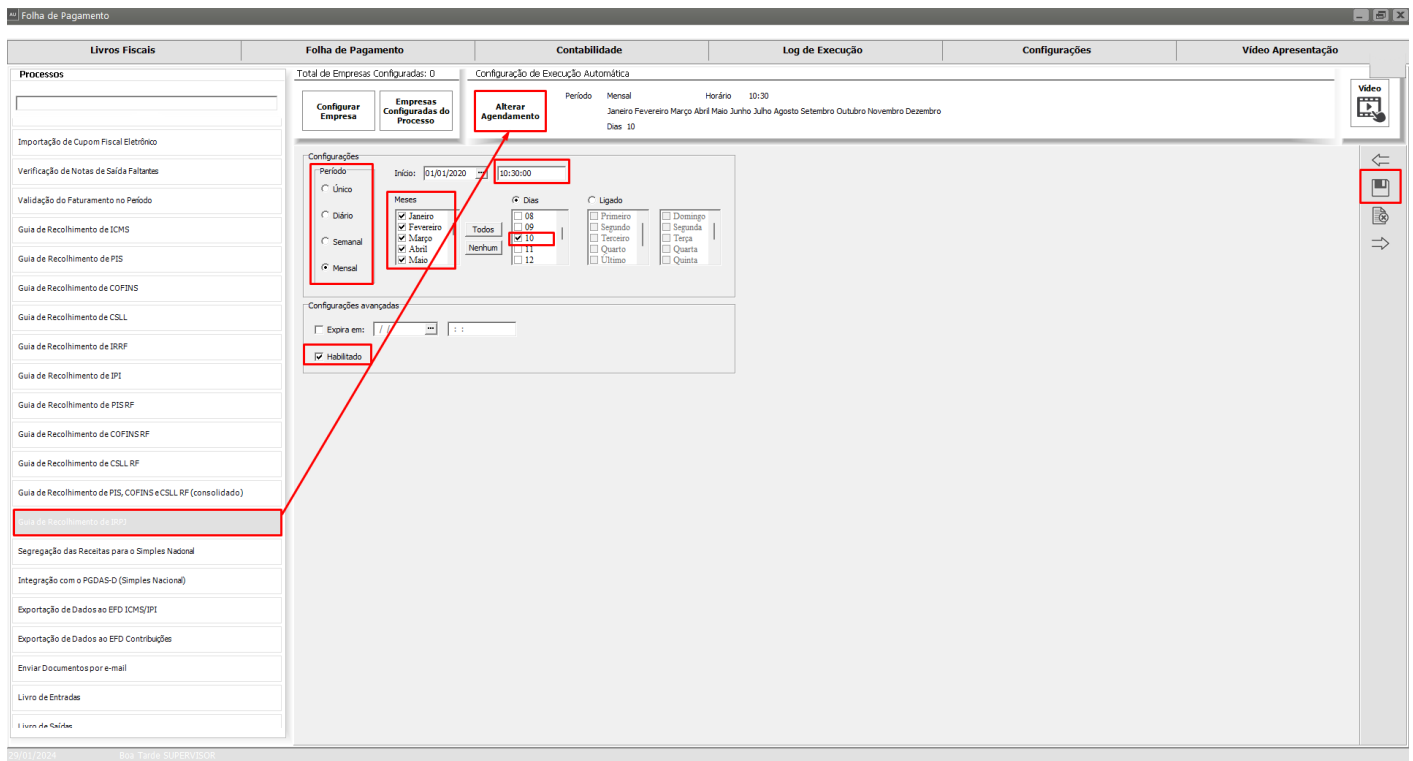 Folha de Pagamento
Livros Fiscais
Folha de Pagamento
Contabilidade
Log de Execução
Configurações
Vídeo Apresentação
Processos
Importação de Cupom Fiscal Eletrônico
Verificação de Notas de Saída Faltantes
Validação do Faturamento no Período
Guia de Recolhimento de ICMS
Guia de Recolhimento de PIS
Guia de Recolhimento de COFINS
Guia de Recolhimento de CSLL
Guia de Recolhimento de IRRF
Guia de Recolhimento de IPI
Guia de Recolhimento de PIS RF
Guia de Recolhimento de COFINS RF
Guia de Recolhimento de CSLL RF
Guia de Recolhimento de PIS, COFINS e CSLL RF (consolidado)
Guia de Recolhimento de IRPJ
Segregação das Receitas para o Simples Nacional
Integração com o PGDAS-D (Simples Nacional)
Exportação de Dados ao EFD ICMS/IPI
Exportação de Dados ao EFD Contribuições
Enviar Documentos por e-mail
Livro de Entradas
Livro de Saídas
Total de Empresas Configuradas: 0
Configurar
Empresa
Empresas
Configuradas do
Processo
Configuração de Execução Automática
Alterar
Agendamento
Período Mensal Horário 10:30
Janeiro Fevereiro Março Abril Maio Junho Julho Agosto Setembro Outubro Novembro Dezembro
Dias 10
Vídeo
Configurações
Período
Único
Diário
Semanal
Mensal
Início: 01/01/2020 ... 10:30:00
Meses
Janeiro
Fevereiro
Março
Abril
Maio
Todos
Nenhum
Dias
08
09
10
11
12
Ligado
Primeiro
Segundo
Terceiro
Quarto
Último
Domingo
Segunda
Terça
Quarta
Quinta
Configurações avançadas
Expira em: / / ... : :
Habilitado
29/01/2024 Boa Tarde SUPERVISOR